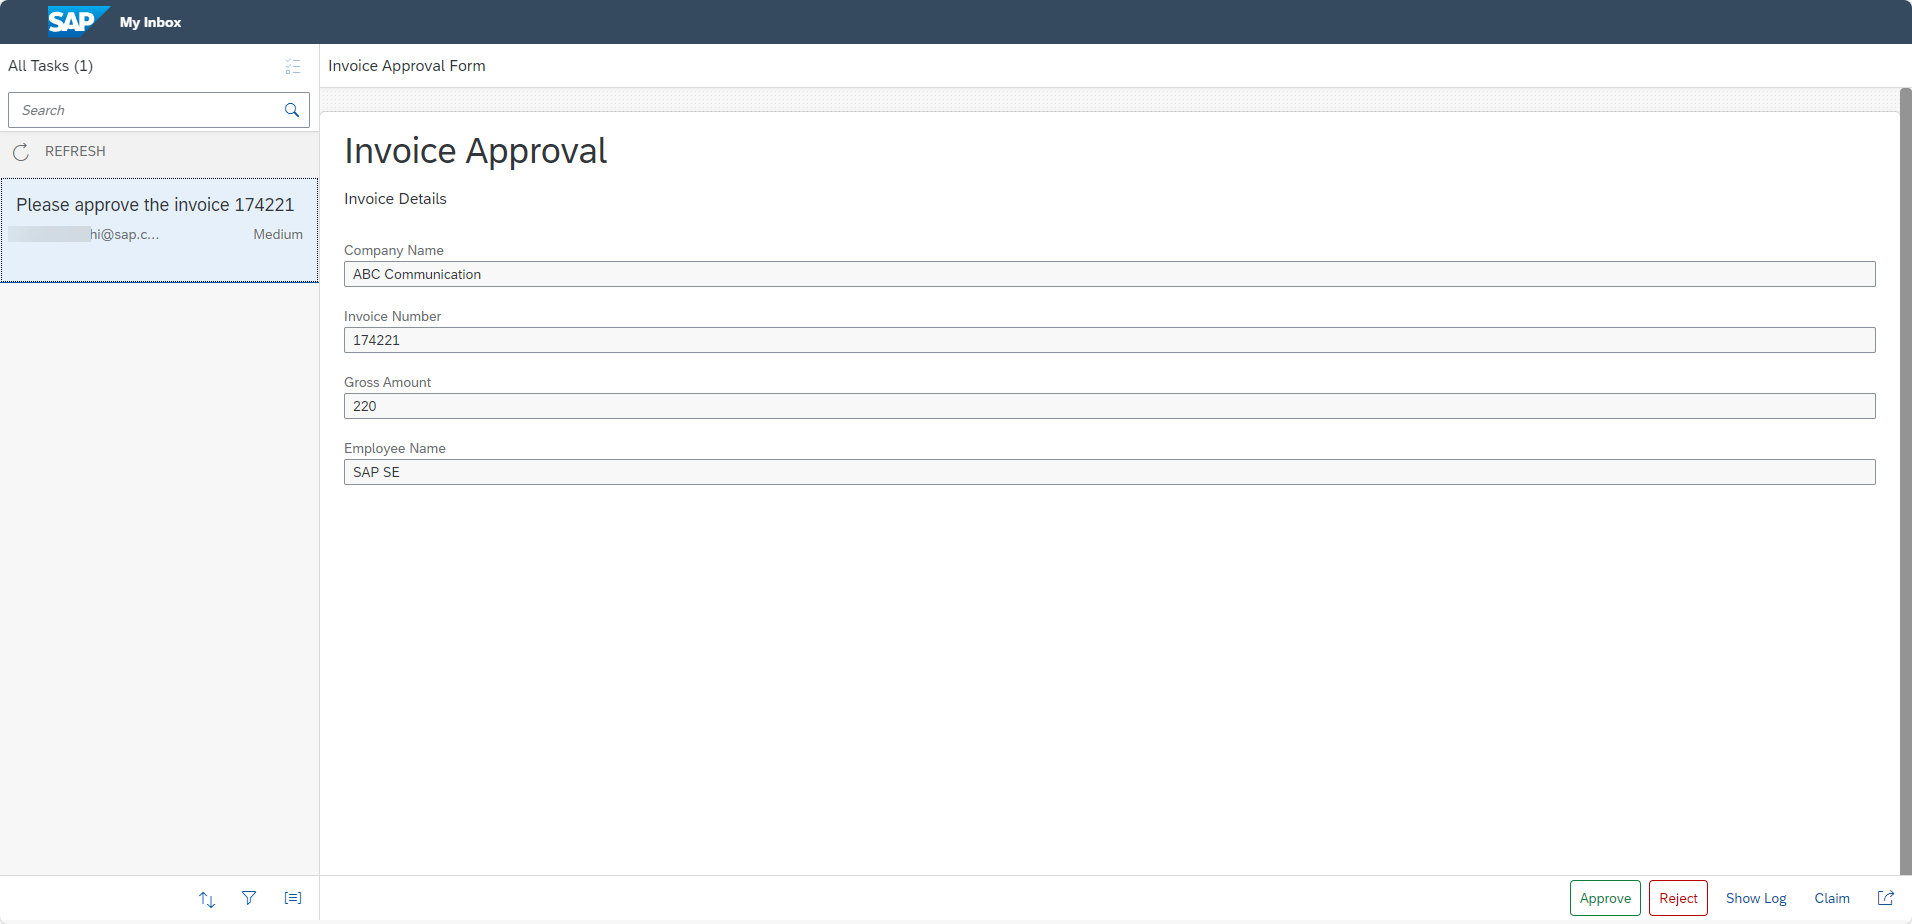 SAP My Inbox
All Tasks (1)
Search
REFRESH
Please approve the invoice 174221
hi@sap.c... Medium
Invoice Approval Form
Invoice Approval
Invoice Details
Company Name
ABC Communication
Invoice Number
174221
Gross Amount
220
Employee Name
SAP SE
Approve Reject Show Log Claim